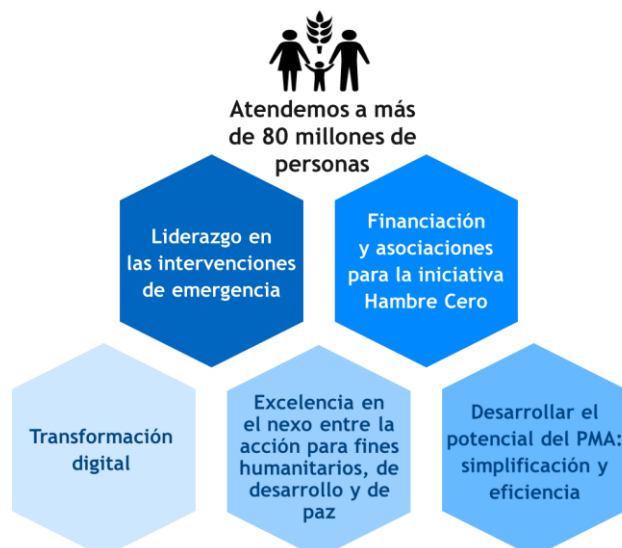 Atendemos a más
de 80 millones de
personas
Liderazgo en
las intervenciones
de emergencia
Financiación
y asociaciones
para la iniciativa
Hambre Cero
Transformación
digital
Excelencia en
el nexo entre la
acción para fines
humanitarios, de
desarrollo y de
paz
Desarrollar el
potencial del PMA:
simplificación y
eficiencia